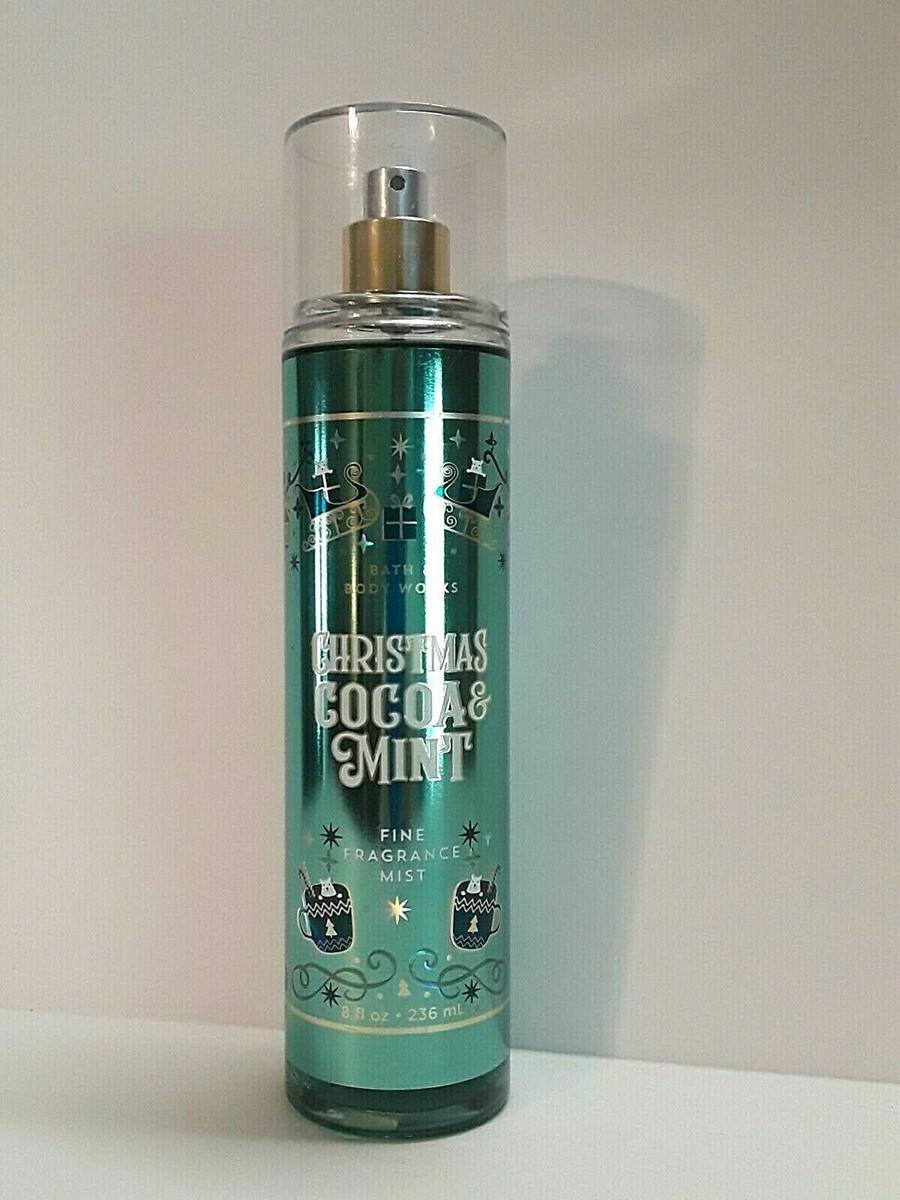 BATH &
BODY WORKS
CHRISTMAS
COCOA &
MINT
FINE
FRAGRANCE
MIST
8 fl oz • 236 mL